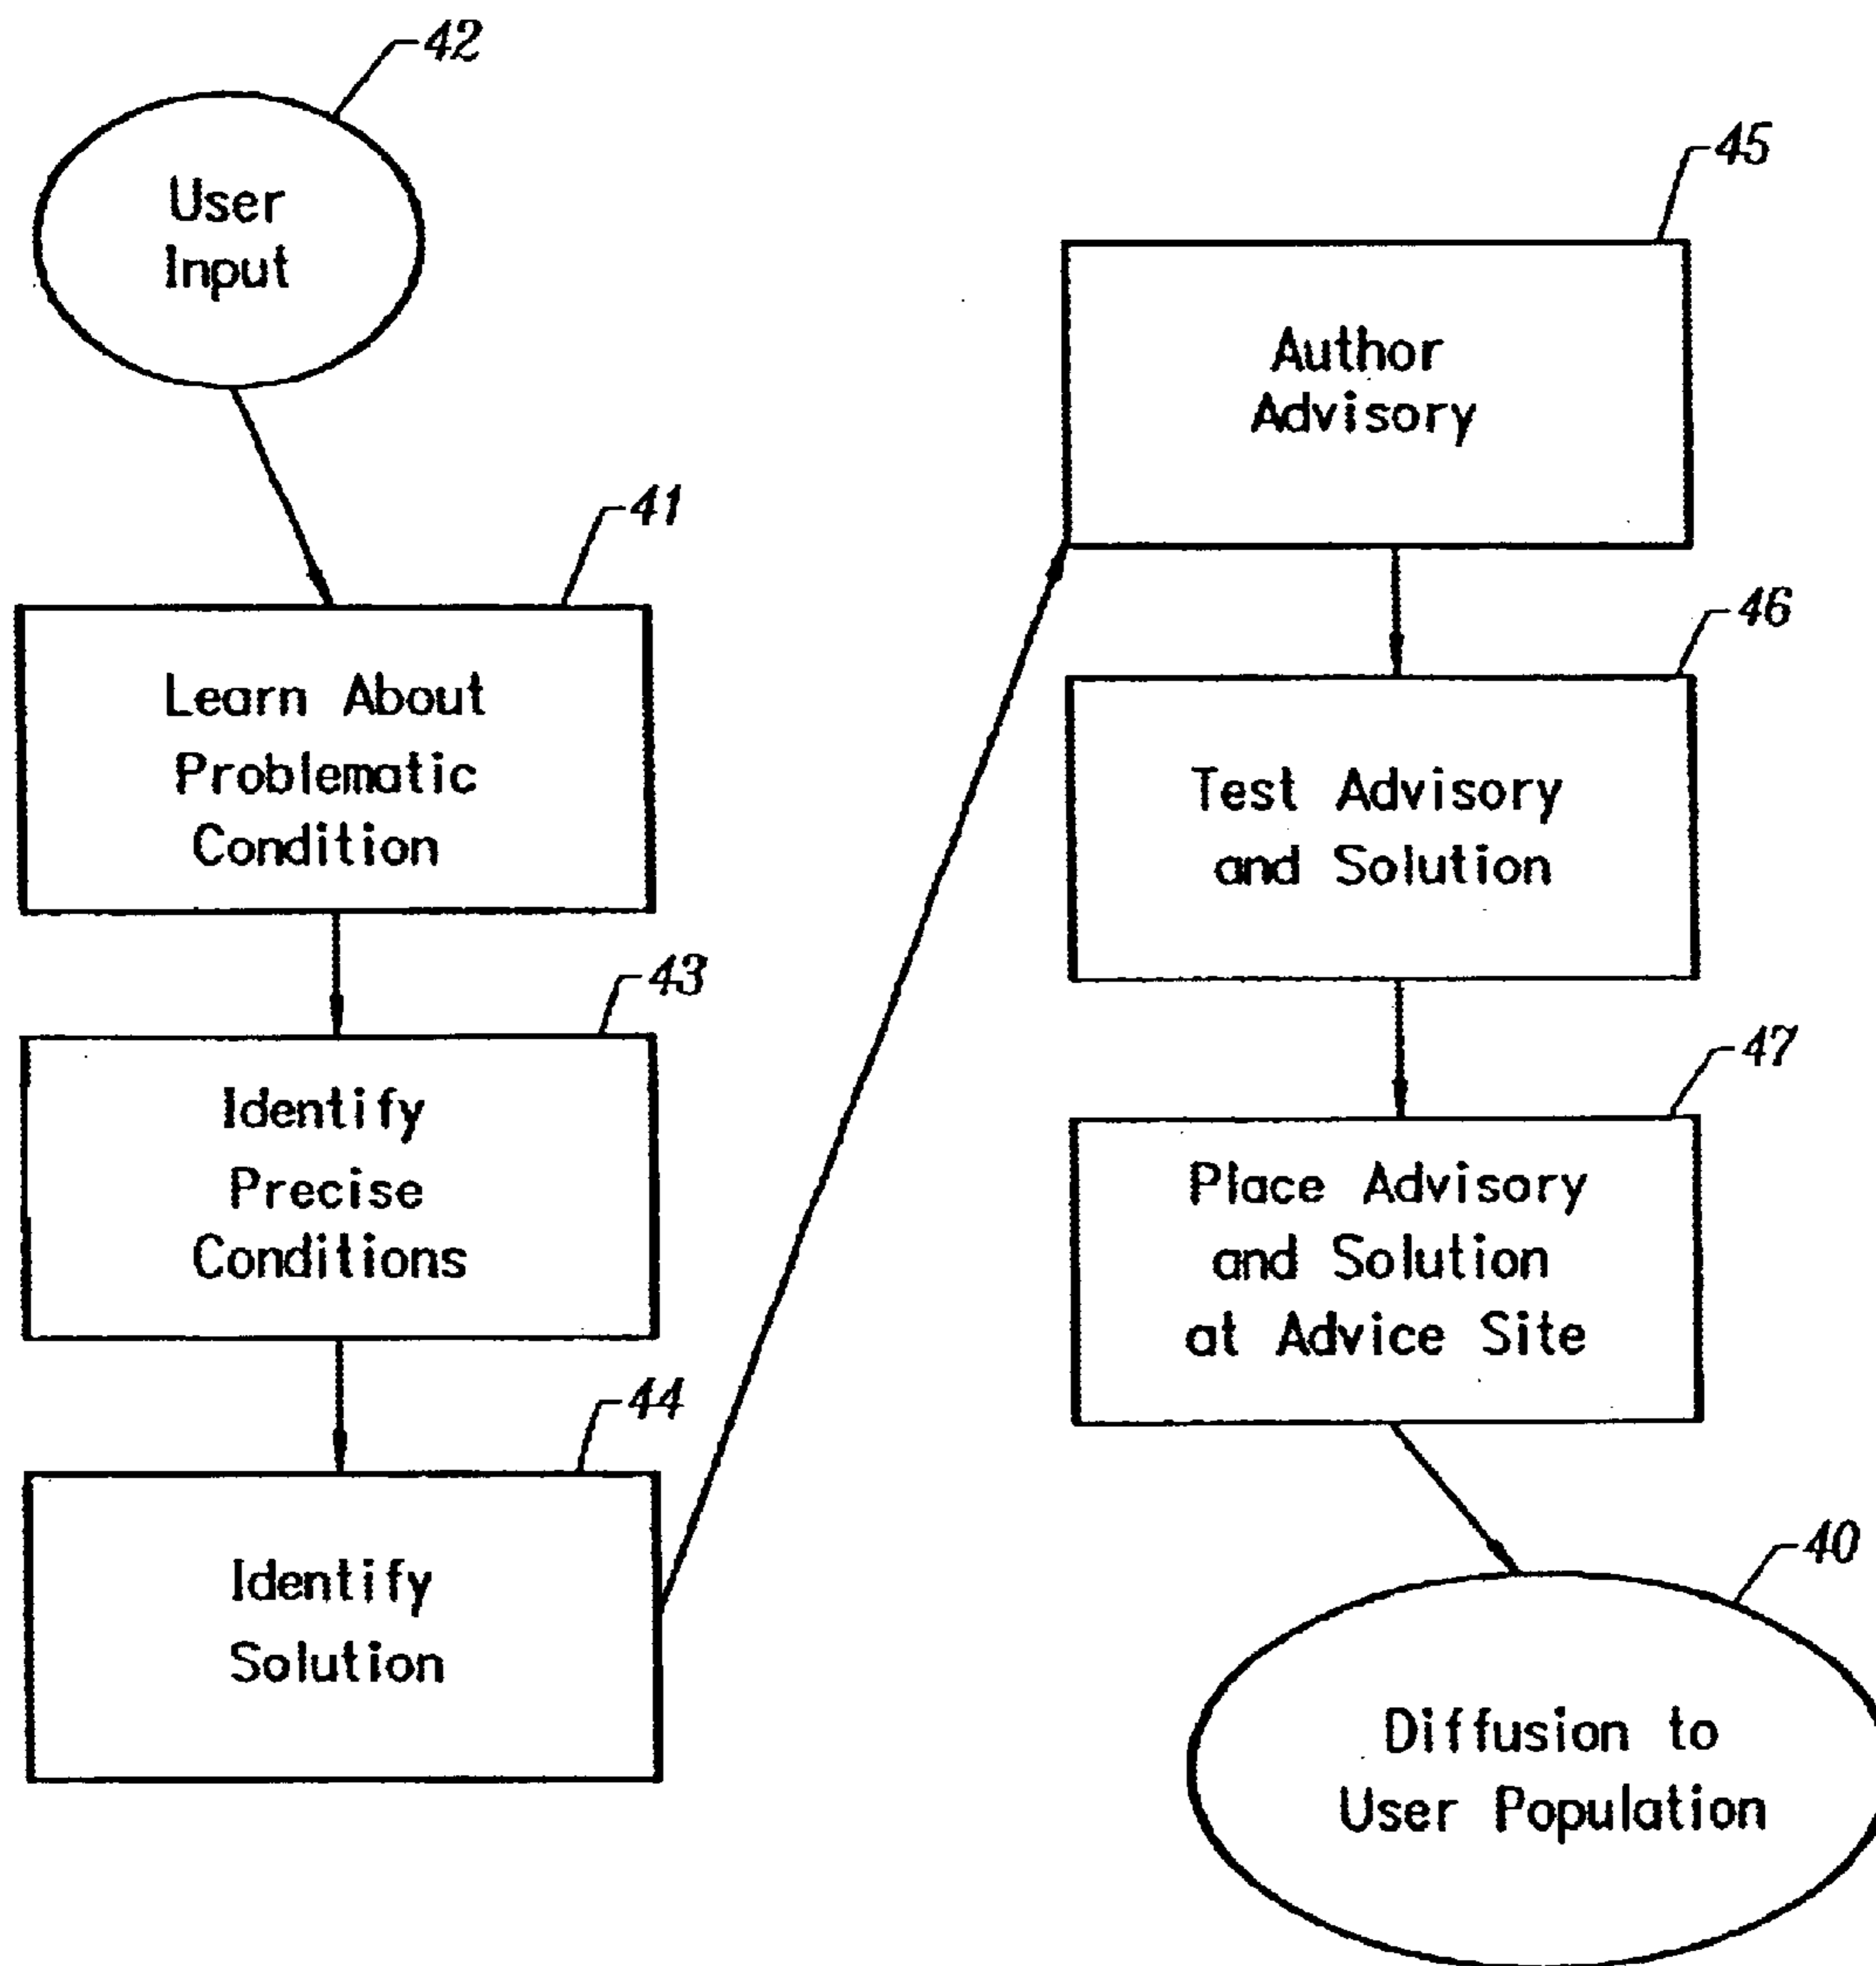 42
User
Input
41
Learn About
Problematic
Condition
43
Identify
Precise
Conditions
44
Identify
Solution
45
Author
Advisory
46
Test Advisory
and Solution
47
Place Advisory
and Solution
at Advice Site
40
Diffusion to
User Population